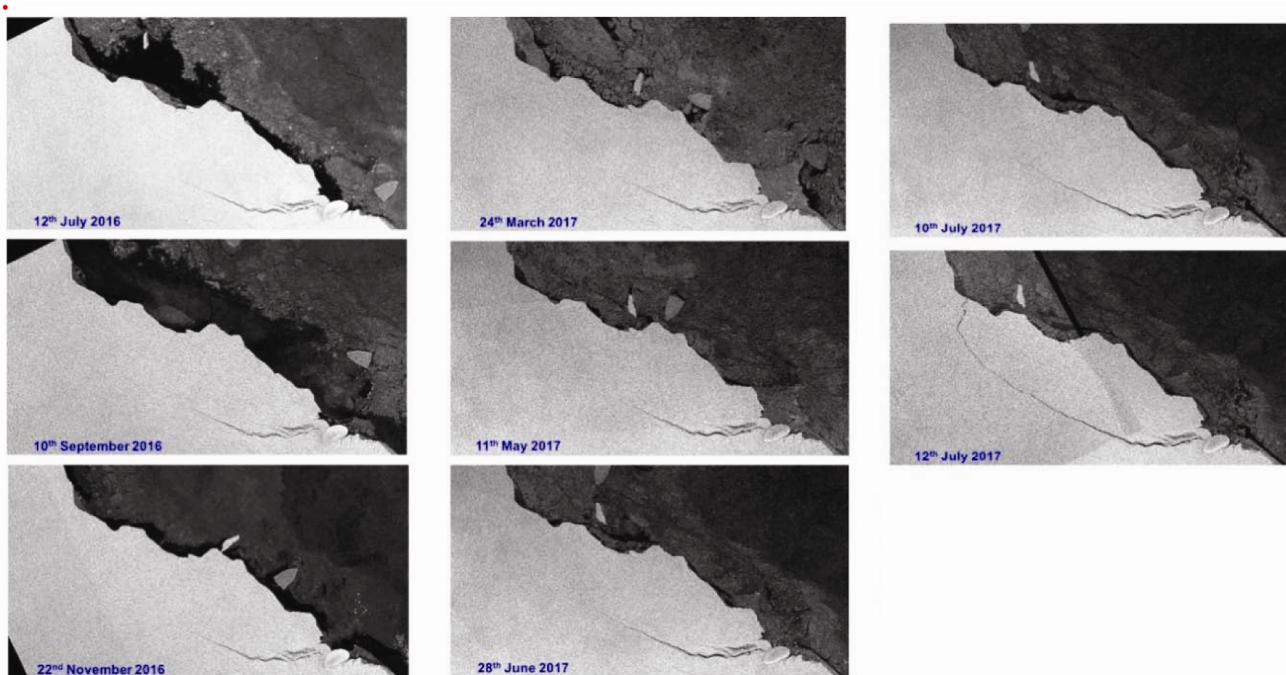 12th July 2016
10th September 2016
22nd November 2016
24th March 2017
11th May 2017
28th June 2017
10th July 2017
12th July 2017